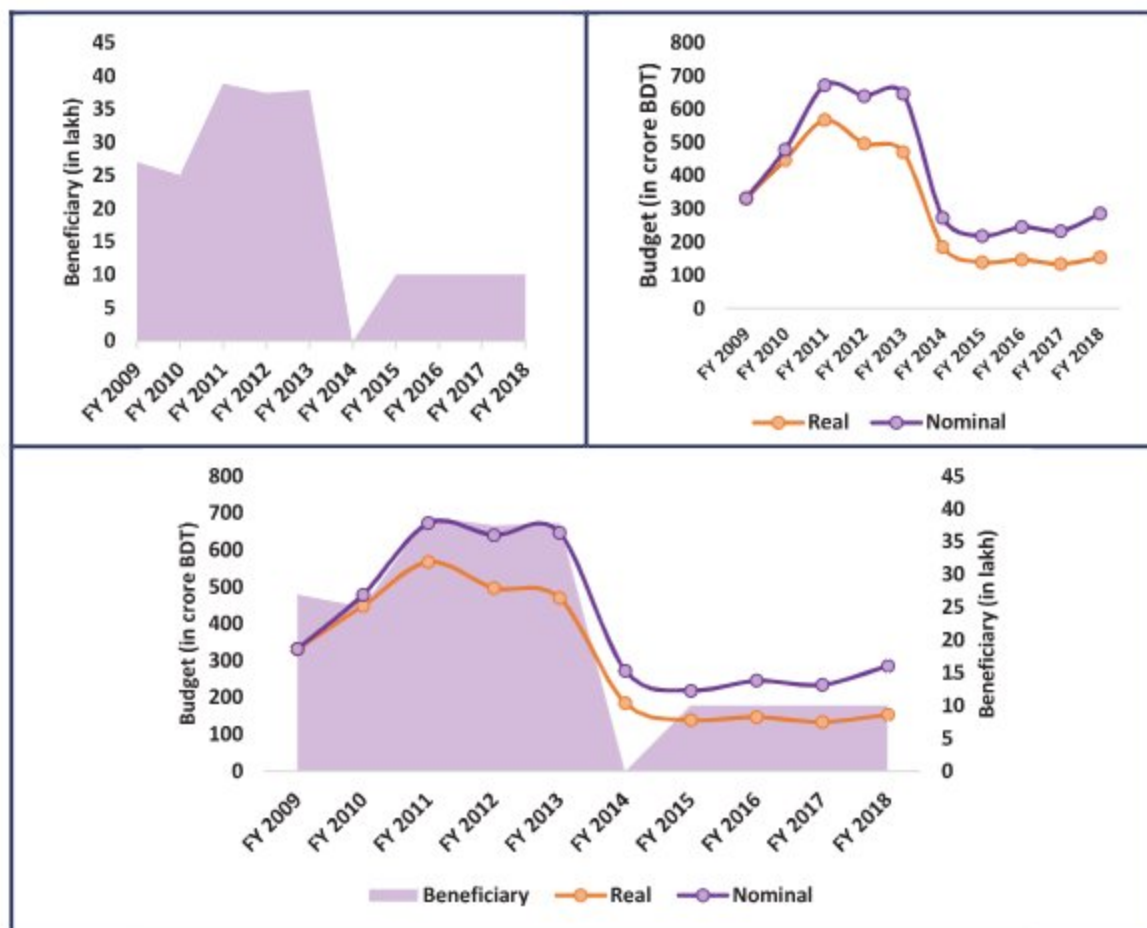 45
40
35
30
25
20
15
10
5
0
Beneficiary (in lakh)
FY 2009
FY 2010
FY 2011
FY 2012
FY 2013
FY 2014
FY 2015
FY 2016
FY 2017
FY 2018
800
700
600
500
400
300
200
100
0
Budget (in crore BDT)
FY 2009
FY 2010
FY 2011
FY 2012
FY 2013
FY 2014
FY 2015
FY 2016
FY 2017
FY 2018
Real Nominal
800
700
600
500
400
300
200
100
0
Budget (in crore BDT)
45
40
35
30
25
20
15
10
5
0
Beneficiary (in lakh)
FY 2009
FY 2010
FY 2011
FY 2012
FY 2013
FY 2014
FY 2015
FY 2016
FY 2017
FY 2018
Beneficiary Real Nominal